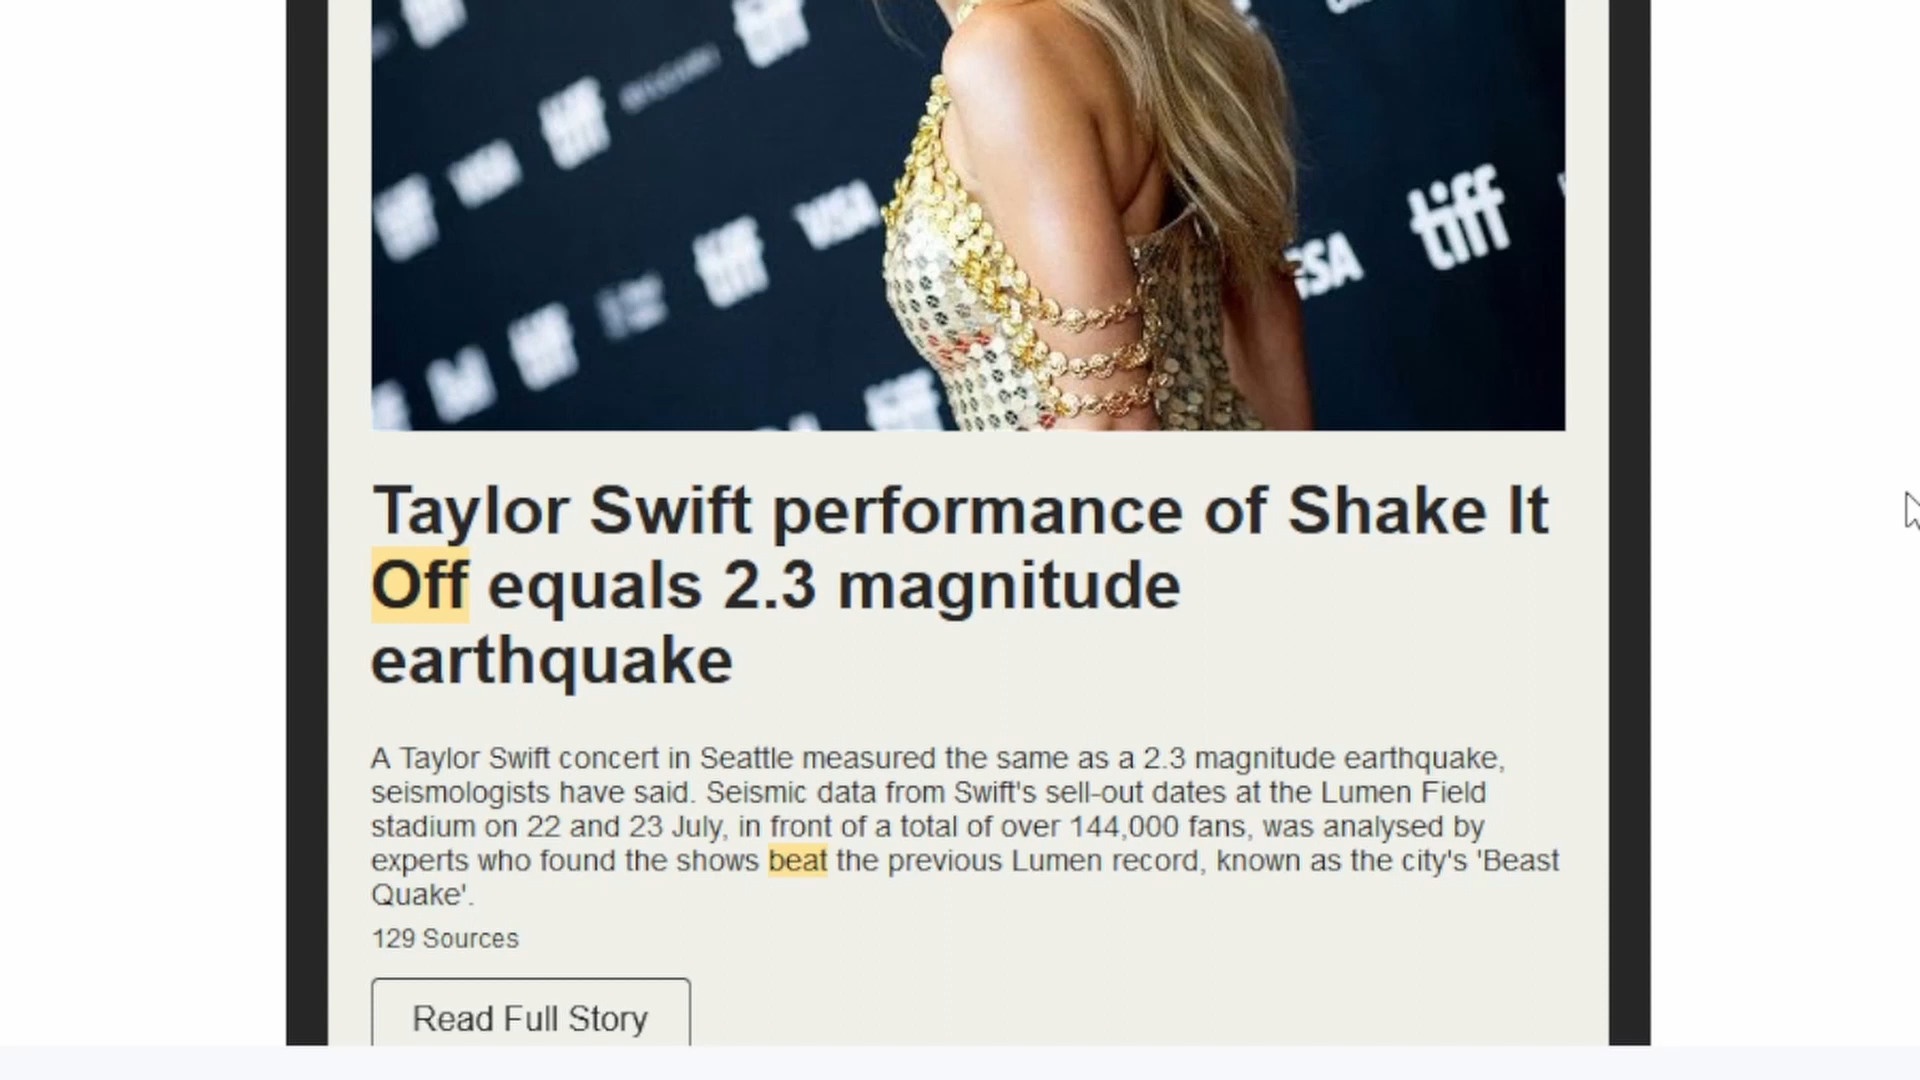 VISA
tiff
SA
Taylor Swift performance of Shake It
Off equals 2.3 magnitude
earthquake
A Taylor Swift concert in Seattle measured the same as a 2.3 magnitude earthquake,
seismologists have said. Seismic data from Swift's sell-out dates at the Lumen Field
stadium on 22 and 23 July, in front of a total of over 144,000 fans, was analysed by
experts who found the shows beat the previous Lumen record, known as the city's 'Beast
Quake'.
129 Sources
Read Full Story